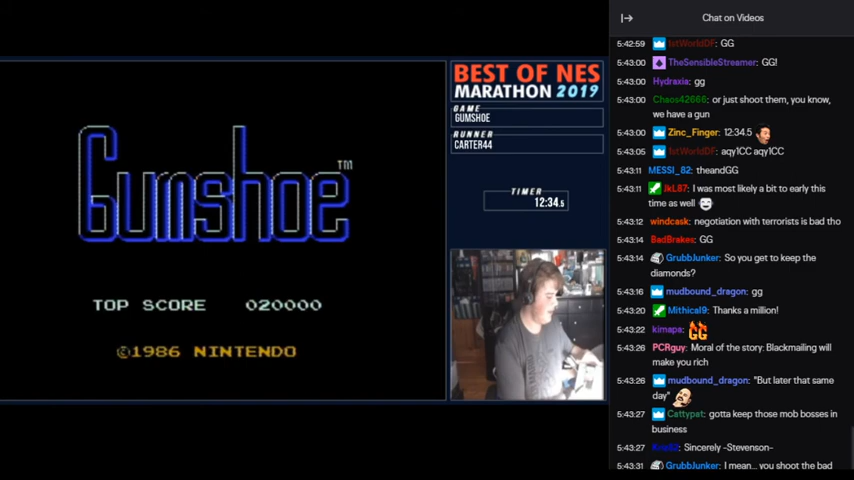 Gumshoe™
TOP SCORE 020000
©1986 NINTENDO
BEST OF NES
MARATHON 2019
GAME
GUMSHOE
RUNNER
CARTER44
TIMER
12:34.5
Chat on Videos
5:42:59 1stWorldDF: GG
5:43:00 TheSensibleStreamer: GG!
5:43:00 Hydraxia: gg
5:43:00 Chaos42666: or just shoot them, you know,
we have a gun
5:43:00 Zinc_Finger: 12:34.5
5:43:05 1stWorldDF: aqy1CC aqy1CC
5:43:11 MESSI_82: theandGG
5:43:11 JkL87: I was most likely a bit to early this
time as well
5:43:12 windcask: negotiation with terrorists is bad tho
5:43:14 BadBrakes: GG
5:43:14 GrubbJunker: So you get to keep the
diamonds?
5:43:16 mudbound_dragon: gg
5:43:20 Mithical9: Thanks a million!
5:43:22 kimapa: GG
5:43:26 PCRguy: Moral of the story: Blackmailing will
make you rich
5:43:26 mudbound_dragon: "But later that same
day"
5:43:27 Cattypat: gotta keep those mob bosses in
business
5:43:27 Sincerely -Stevenson-
5:43:31 GrubbJunker: I mean... you shoot the bad